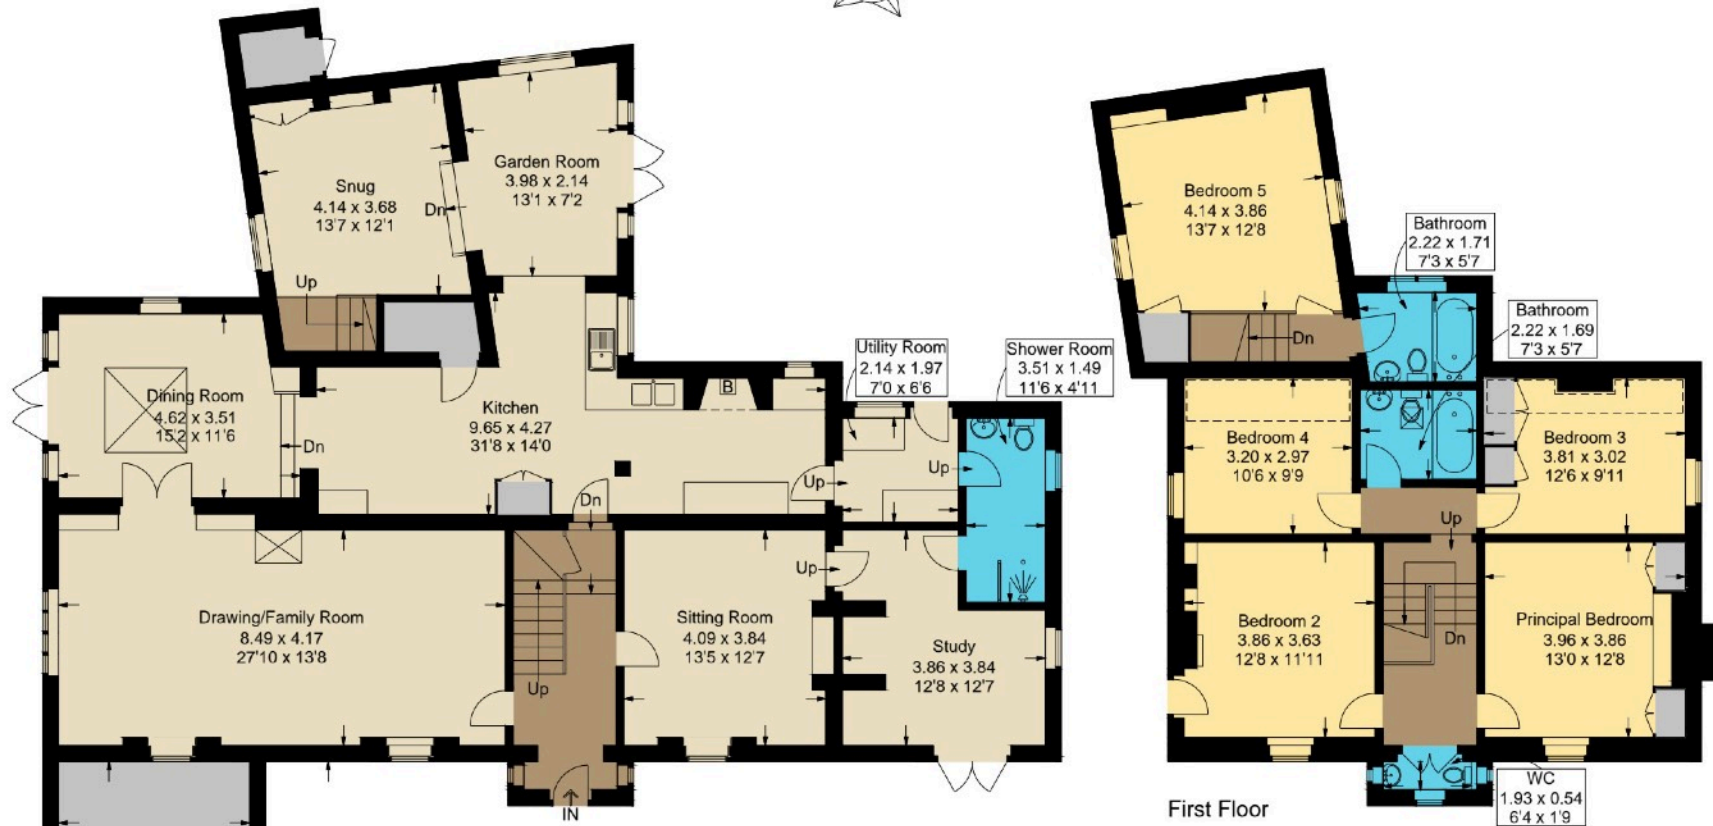 Snug
4.14 x 3.68
13'7 x 12'1
Dn
Up
Garden Room
3.98 x 2.14
13'1 x 7'2
Dining Room
4.62 x 3.51
15'2 x 11'6
Dn
Kitchen
9.65 x 4.27
31'8 x 14'0
B
Utility Room
2.14 x 1.97
7'0 x 6'6
Shower Room
3.51 x 1.49
11'6 x 4'11
Up
Up
Dn
Drawing/Family Room
8.49 x 4.17
27'10 x 13'8
Up
Sitting Room
4.09 x 3.84
13'5 x 12'7
Up
Study
3.86 x 3.84
12'8 x 12'7
IN
Bedroom 5
4.14 x 3.86
13'7 x 12'8
Dn
Bathroom
2.22 x 1.71
7'3 x 5'7
Bathroom
2.22 x 1.69
7'3 x 5'7
Bedroom 4
3.20 x 2.97
10'6 x 9'9
Bedroom 3
3.81 x 3.02
12'6 x 9'11
Up
Bedroom 2
3.86 x 3.63
12'8 x 11'11
Dn
Principal Bedroom
3.96 x 3.86
13'0 x 12'8
WC
1.93 x 0.54
6'4 x 1'9
First Floor